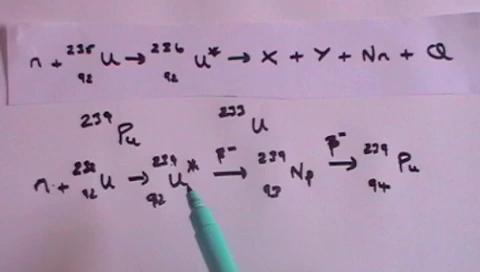 n + ²³⁵₉₂U → ²³⁶₉₂U* → X + Y + Nn + Q
²³⁹Pu ²³³U
n + ²³⁸₉₂U → ²³⁹₉₂U* β⁻→ ²³⁹₉₃Np β⁻→ ²³⁹₉₄Pu